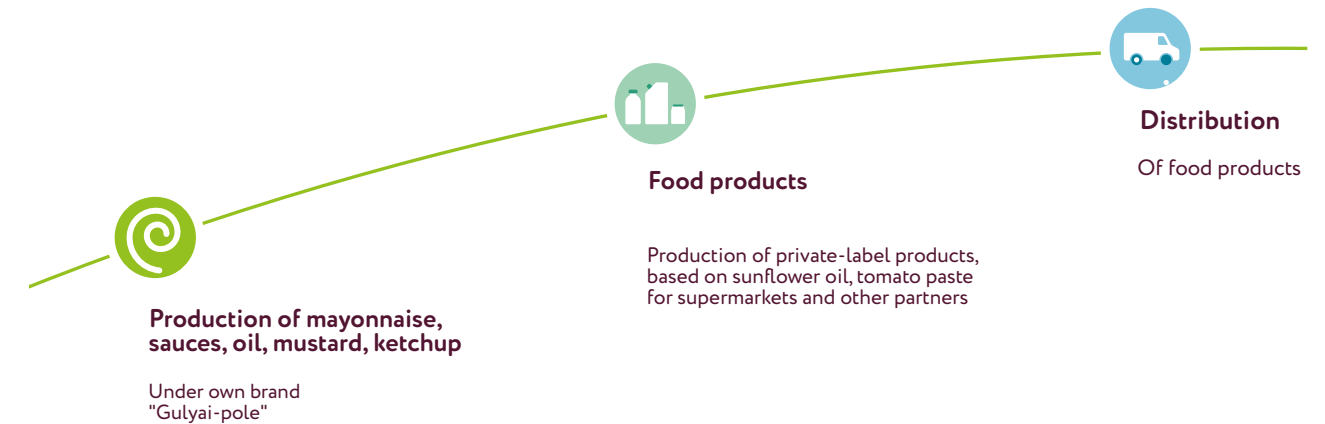 Production of mayonnaise,
sauces, oil, mustard, ketchup
Under own brand
"Gulyai-pole"
Food products
Production of private-label products,
based on sunflower oil, tomato paste
for supermarkets and other partners
Distribution
Of food products